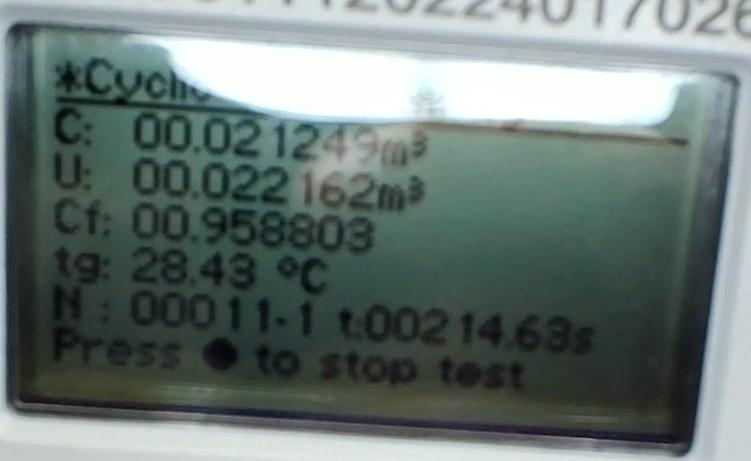 C: 00.021249m³
U: 00.022162m³
Cf: 00.958803
tg: 28.43 °C
N : 00011-1 t:00214.63s
Press ● to stop test